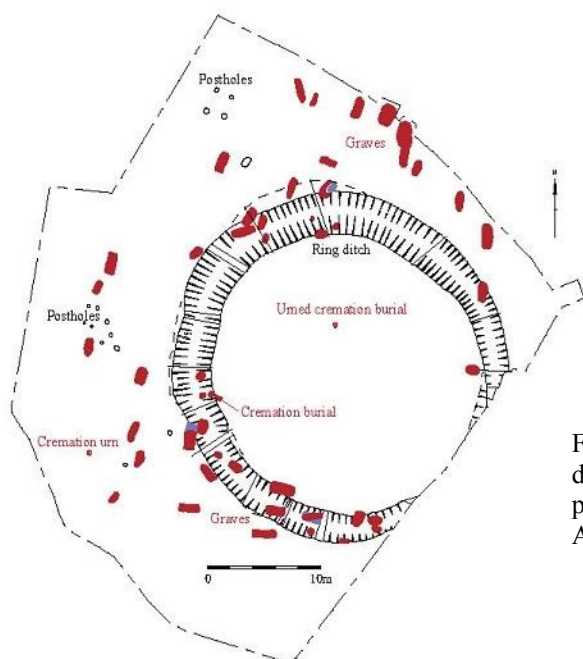 Postholes
Graves
N
Ring ditch
Urned cremation burial
Postholes
Cremation burial
Cremation urn
F
d
p
A
Graves
0 10m